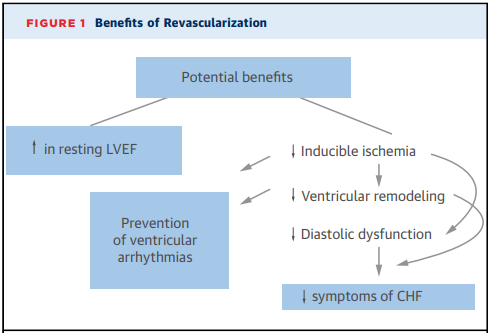 FIGURE 1 Benefits of Revascularization
Potential benefits
↑ in resting LVEF
↓ Inducible ischemia
↓ Ventricular remodeling
Prevention
of ventricular
arrhythmias
↓ Diastolic dysfunction
↓ symptoms of CHF